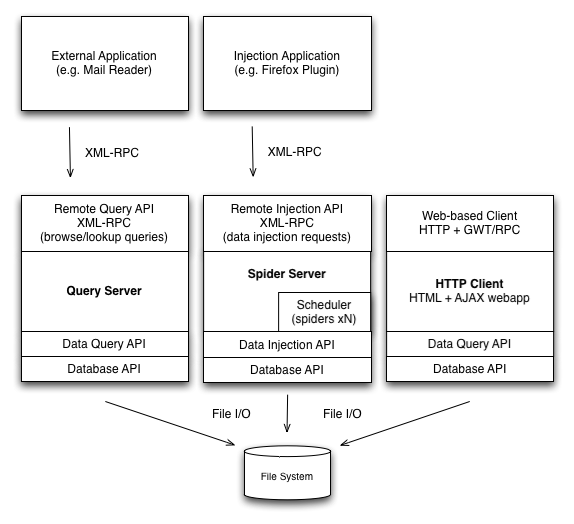 External Application
(e.g. Mail Reader)
Injection Application
(e.g. Firefox Plugin)
XML-RPC
XML-RPC
Remote Query API
XML-RPC
(browse/lookup queries)
Query Server
Data Query API
Database API
Remote Injection API
XML-RPC
(data injection requests)
Spider Server
Scheduler
(spiders xN)
Data Injection API
Database API
Web-based Client
HTTP + GWT/RPC
HTTP Client
HTML + AJAX webapp
Data Query API
Database API
File I/O
File I/O
File System